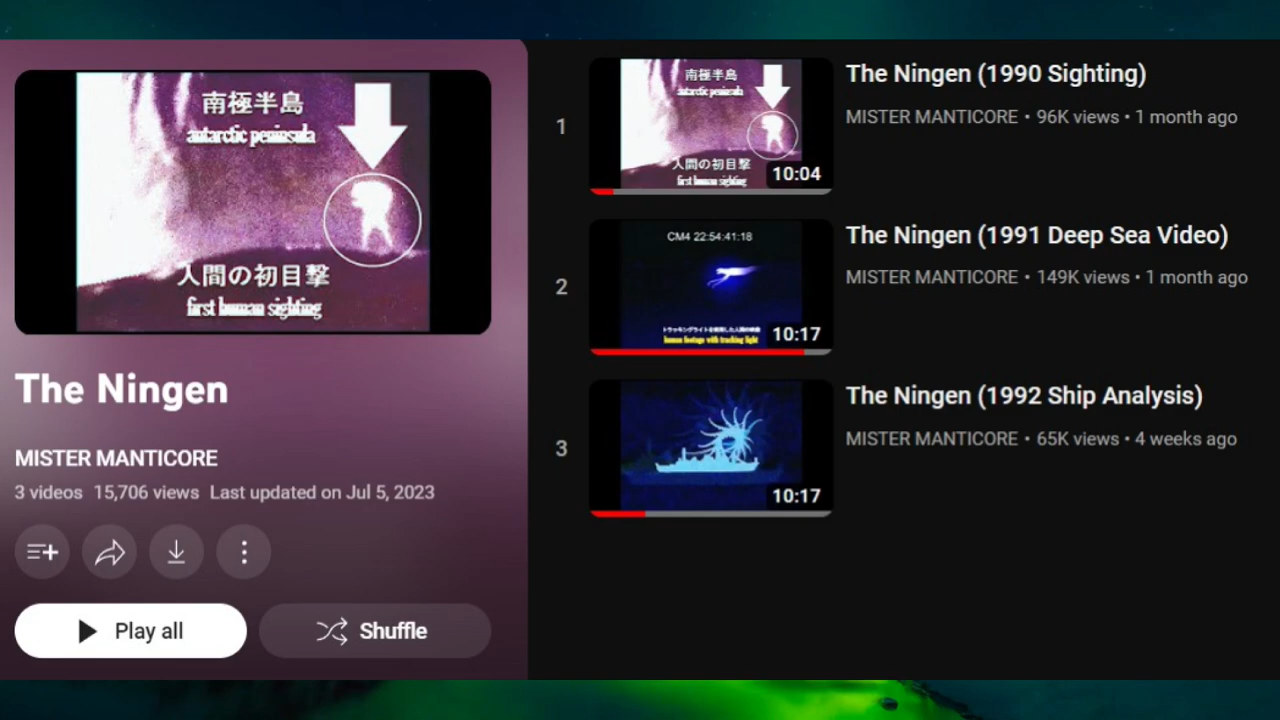 南極半島
antarctic peninsula
人間の初目撃
first human sighting
The Ningen
MISTER MANTICORE
3 videos 15,706 views Last updated on Jul 5, 2023
Play all
Shuffle
1
南極半島
antarctic peninsula
人間の初目撃
first human sighting
10:04
The Ningen (1990 Sighting)
MISTER MANTICORE • 96K views • 1 month ago
2
CM4 22:54:41:18
human footage with tracking light
10:17
The Ningen (1991 Deep Sea Video)
MISTER MANTICORE • 149K views • 1 month ago
3
10:17
The Ningen (1992 Ship Analysis)
MISTER MANTICORE • 65K views • 4 weeks ago